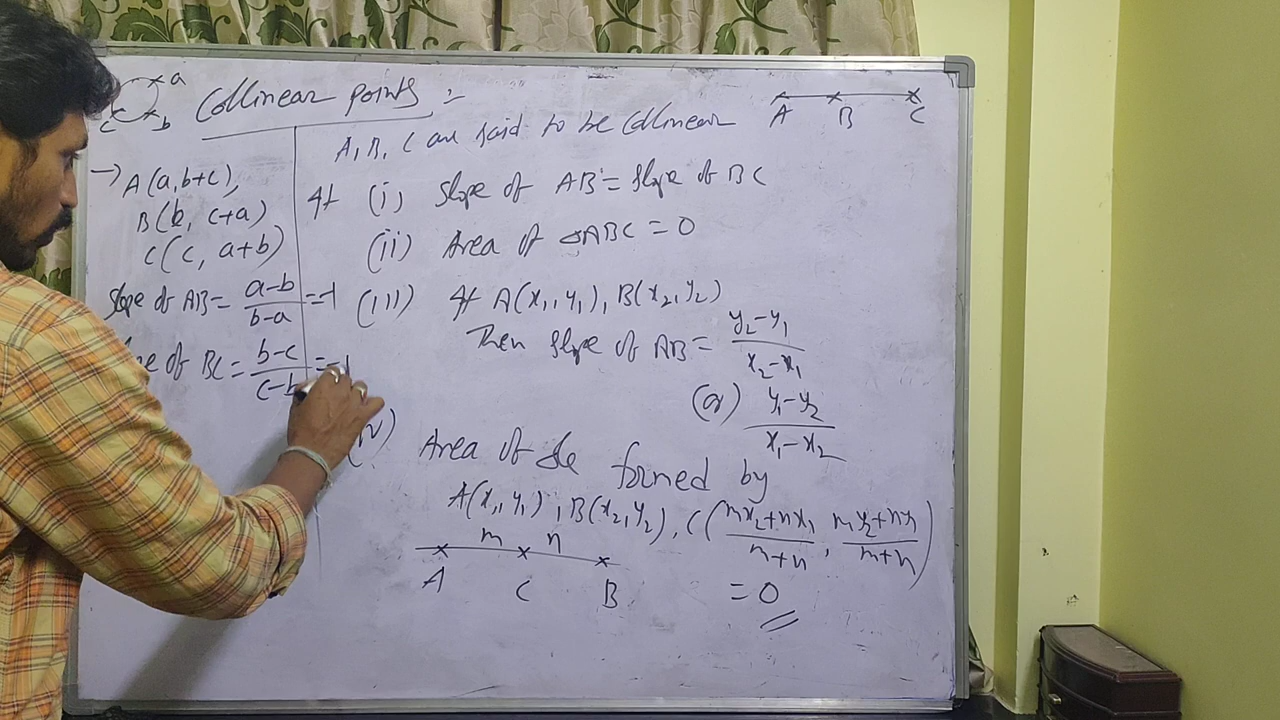 a
c b
Collinear points :-
A B C
A, B, C are said to be Collinear
→ A(a, b+c),
B(b, c+a)
C(c, a+b)
Slope of AB = a-b / b-a = -1
of BC = b-c / c-b = -1
If (i) Slope of AB = Slope of BC
(ii) Area of △ABC = 0
(iii) If A(x₁, y₁), B(x₂, y₂)
Then Slope of AB = y₂-y₁ / x₂-x₁
(or) y₁-y₂ / x₁-x₂
Area of formed by
A(x₁, y₁), B(x₂, y₂), C(mx₂+nx₁ / m+n, my₂+ny₁ / m+n)
m n
A C B
= 0